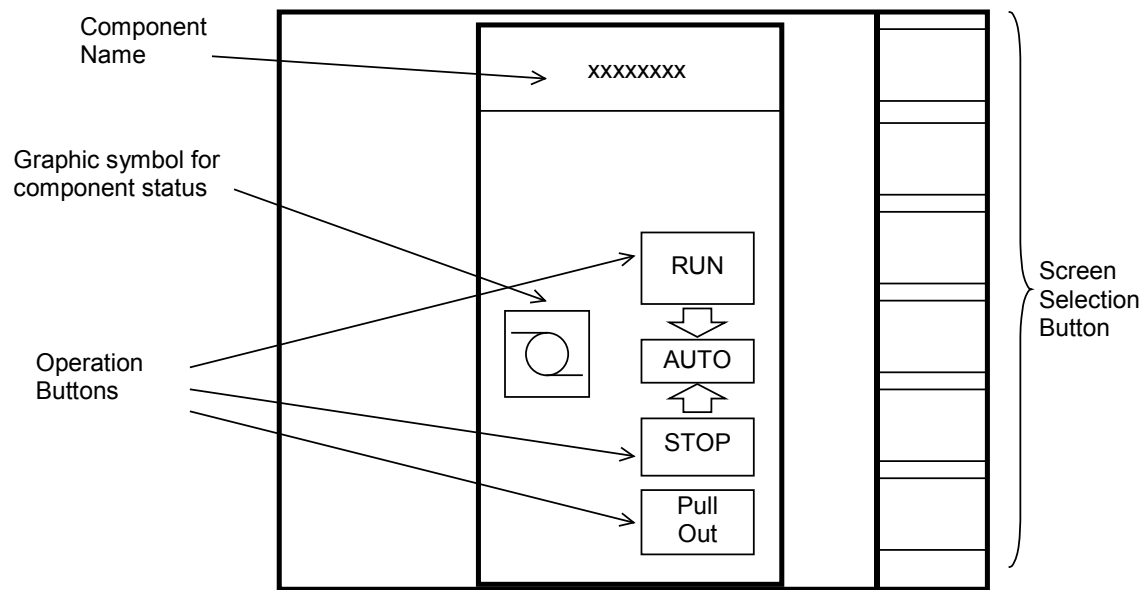 Component
Name
xxxxxxxx
Graphic symbol for
component status
RUN
Screen
Selection
Button
AUTO
Operation
Buttons
STOP
Pull
Out